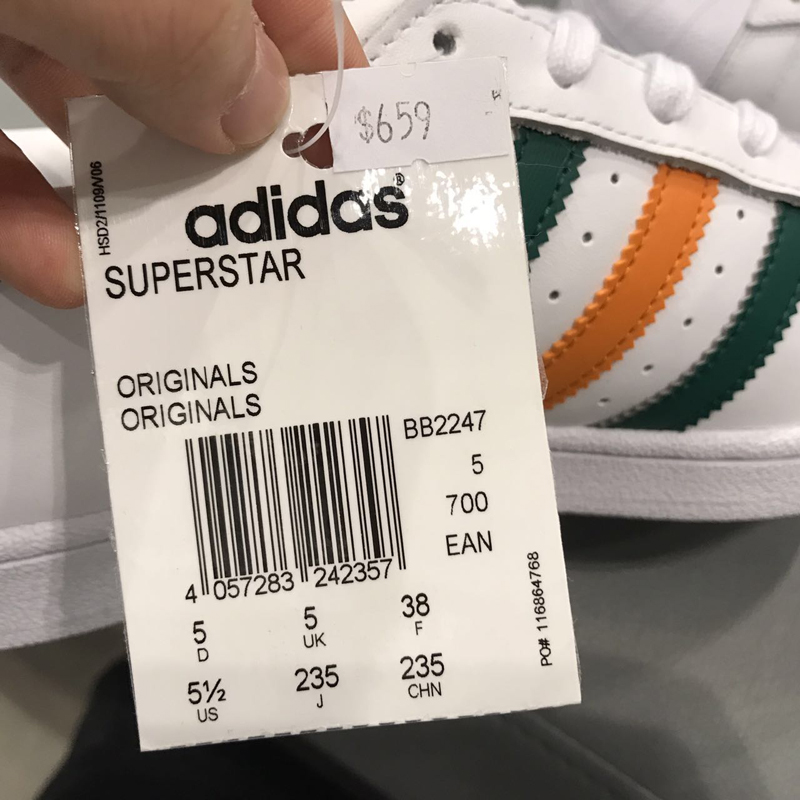 $659
HSD2/1109/V06
adidas®
SUPERSTAR
ORIGINALS
ORIGINALS
BB2247
5
700
EAN
4 057283 242357
5 5 38
D UK F
5½ 235 235
US J CHN
PO# 116864768